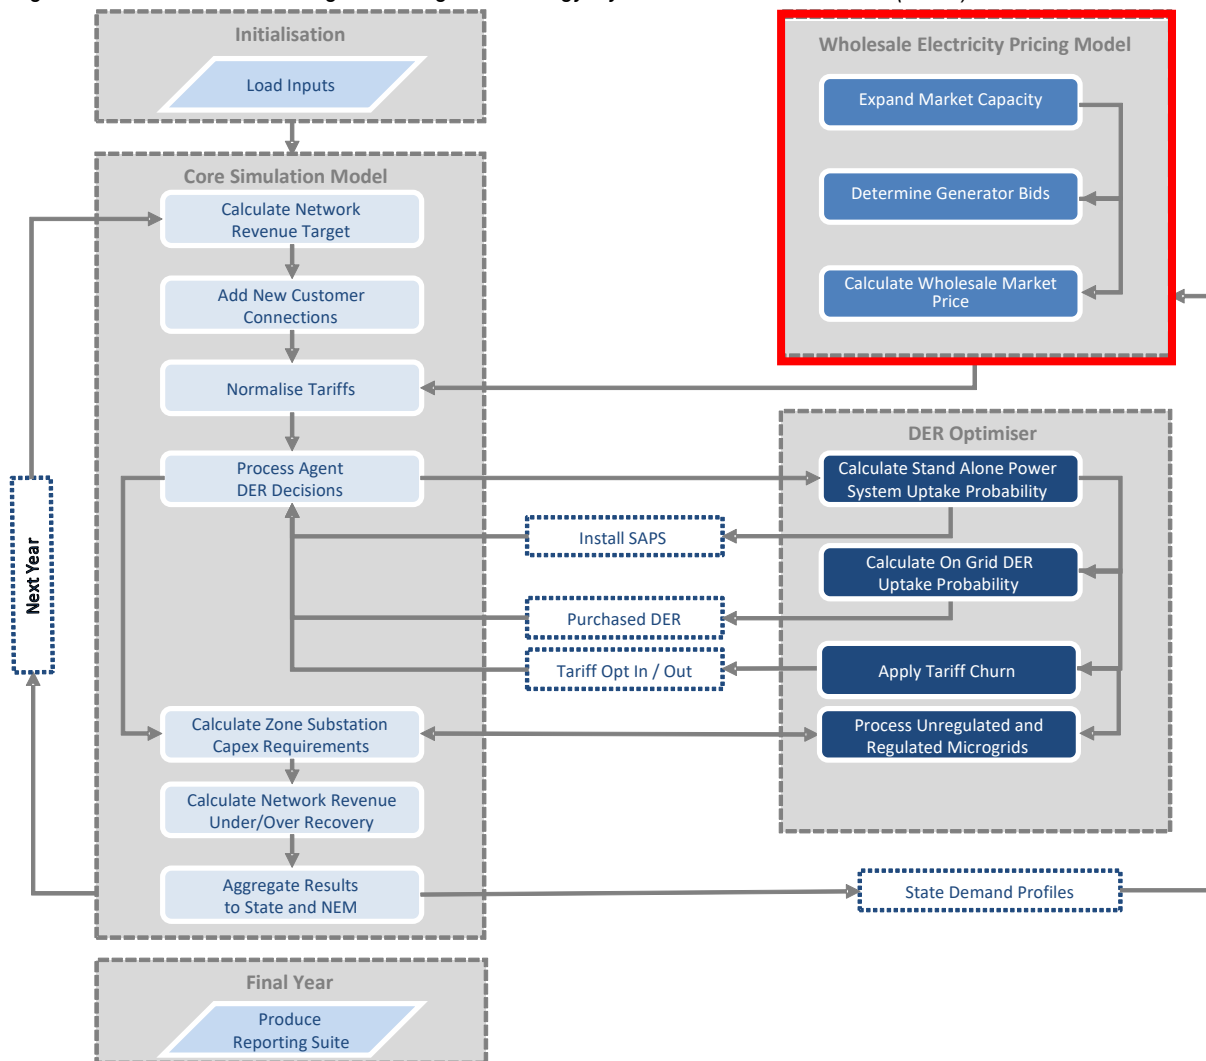 Initialisation
Load Inputs
Core Simulation Model
Calculate Network
Revenue Target
Add New Customer
Connections
Normalise Tariffs
Process Agent
DER Decisions
Calculate Zone Substation
Capex Requirements
Calculate Network Revenue
Under/Over Recovery
Aggregate Results
to State and NEM
Final Year
Produce
Reporting Suite
Next Year
Install SAPS
Purchased DER
Tariff Opt In / Out
Wholesale Electricity Pricing Model
Expand Market Capacity
Determine Generator Bids
Calculate Wholesale Market
Price
DER Optimiser
Calculate Stand Alone Power
System Uptake Probability
Calculate On Grid DER
Uptake Probability
Apply Tariff Churn
Process Unregulated and
Regulated Microgrids
State Demand Profiles